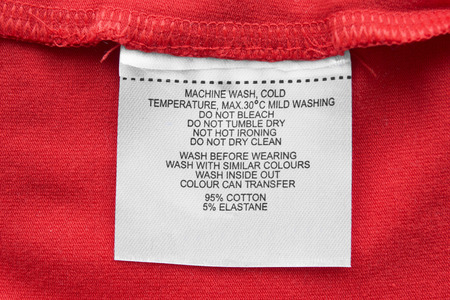 MACHINE WASH, COLD
TEMPERATURE, MAX.30°C MILD WASHING
DO NOT BLEACH
DO NOT TUMBLE DRY
NOT HOT IRONING
DO NOT DRY CLEAN
WASH BEFORE WEARING
WASH WITH SIMILAR COLOURS
WASH INSIDE OUT
COLOUR CAN TRANSFER
95% COTTON
5% ELASTANE